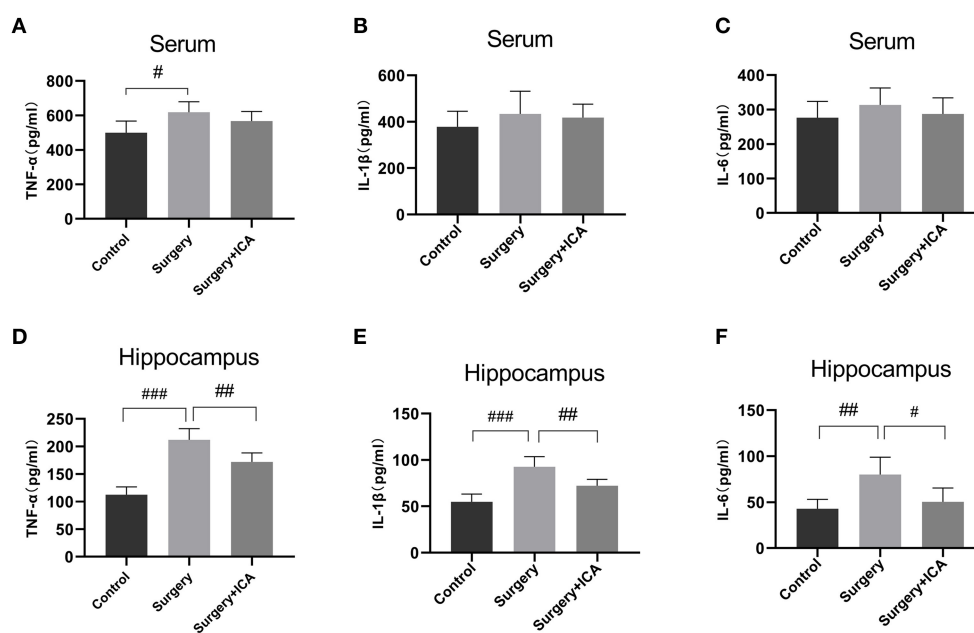 A
Serum
#
TNF-α(pg/ml)
800
600
400
200
0
Control
Surgery
Surgery+ICA
B
Serum
IL-1β(pg/ml)
600
400
200
0
Control
Surgery
Surgery+ICA
C
Serum
IL-6(pg/ml)
400
300
200
100
0
Control
Surgery
Surgery+ICA
D
Hippocampus
### ##
TNF-α(pg/ml)
250
200
150
100
50
0
Control
Surgery
Surgery+ICA
E
Hippocampus
### ##
IL-1β(pg/ml)
150
100
50
0
Control
Surgery
Surgery+ICA
F
Hippocampus
## #
IL-6(pg/ml)
150
100
50
0
Control
Surgery
Surgery+ICA